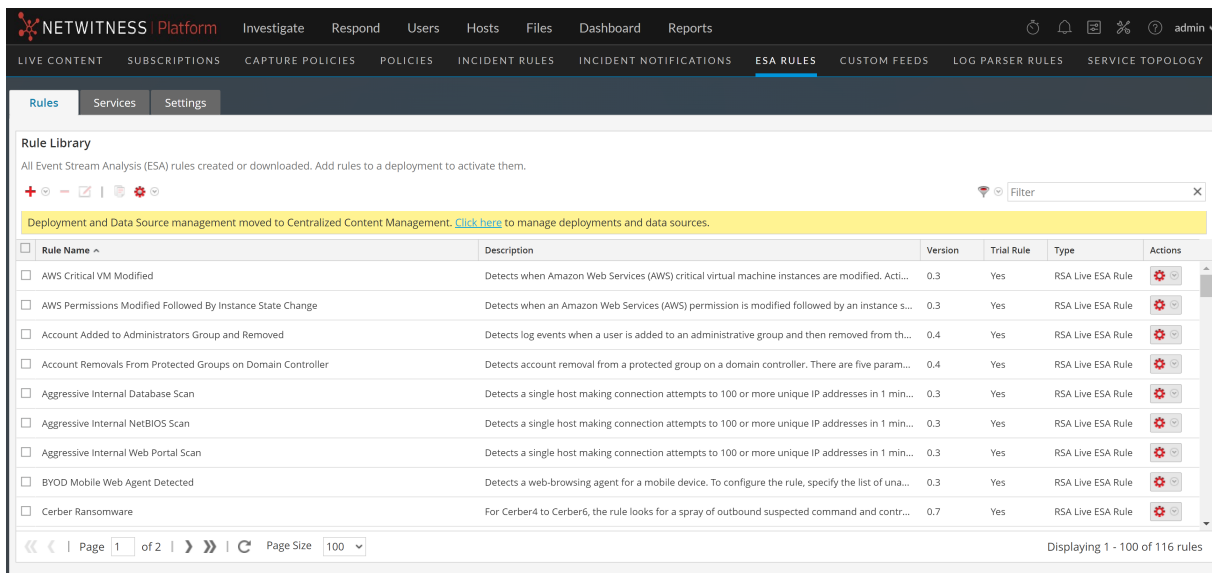 NETWITNESS Platform Investigate Respond Users Hosts Files Dashboard Reports admin
LIVE CONTENT SUBSCRIPTIONS CAPTURE POLICIES POLICIES INCIDENT RULES INCIDENT NOTIFICATIONS ESA RULES CUSTOM FEEDS LOG PARSER RULES SERVICE TOPOLOGY
Rules Services Settings
Rule Library
All Event Stream Analysis (ESA) rules created or downloaded. Add rules to a deployment to activate them.
Filter
Deployment and Data Source management moved to Centralized Content Management. Click here to manage deployments and data sources.
Rule Name Description Version Trial Rule Type Actions
AWS Critical VM Modified Detects when Amazon Web Services (AWS) critical virtual machine instances are modified. Acti... 0.3 Yes RSA Live ESA Rule
AWS Permissions Modified Followed By Instance State Change Detects when an Amazon Web Services (AWS) permission is modified followed by an instance s... 0.3 Yes RSA Live ESA Rule
Account Added to Administrators Group and Removed Detects log events when a user is added to an administrative group and then removed from th... 0.4 Yes RSA Live ESA Rule
Account Removals From Protected Groups on Domain Controller Detects account removal from a protected group on a domain controller. There are five param... 0.4 Yes RSA Live ESA Rule
Aggressive Internal Database Scan Detects a single host making connection attempts to 100 or more unique IP addresses in 1 min... 0.3 Yes RSA Live ESA Rule
Aggressive Internal NetBIOS Scan Detects a single host making connection attempts to 100 or more unique IP addresses in 1 min... 0.3 Yes RSA Live ESA Rule
Aggressive Internal Web Portal Scan Detects a single host making connection attempts to 100 or more unique IP addresses in 1 min... 0.3 Yes RSA Live ESA Rule
BYOD Mobile Web Agent Detected Detects a web-browsing agent for a mobile device. To configure the rule, specify the list of una... 0.3 Yes RSA Live ESA Rule
Cerber Ransomware For Cerber4 to Cerber6, the rule looks for a spray of outbound suspected command and contr... 0.7 Yes RSA Live ESA Rule
Page 1 of 2 Page Size 100 Displaying 1 - 100 of 116 rules